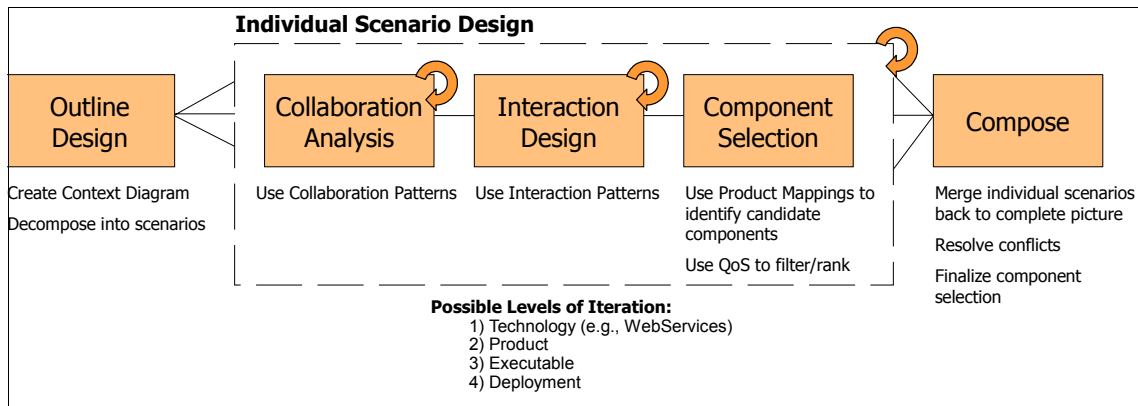 Individual Scenario Design
Outline
Design
Collaboration
Analysis
Interaction
Design
Component
Selection
Compose
Create Context Diagram
Decompose into scenarios
Use Collaboration Patterns
Use Interaction Patterns
Use Product Mappings to
identify candidate
components
Use QoS to filter/rank
Merge individual scenarios
back to complete picture
Resolve conflicts
Finalize component
selection
Possible Levels of Iteration:
1) Technology (e.g., WebServices)
2) Product
3) Executable
4) Deployment